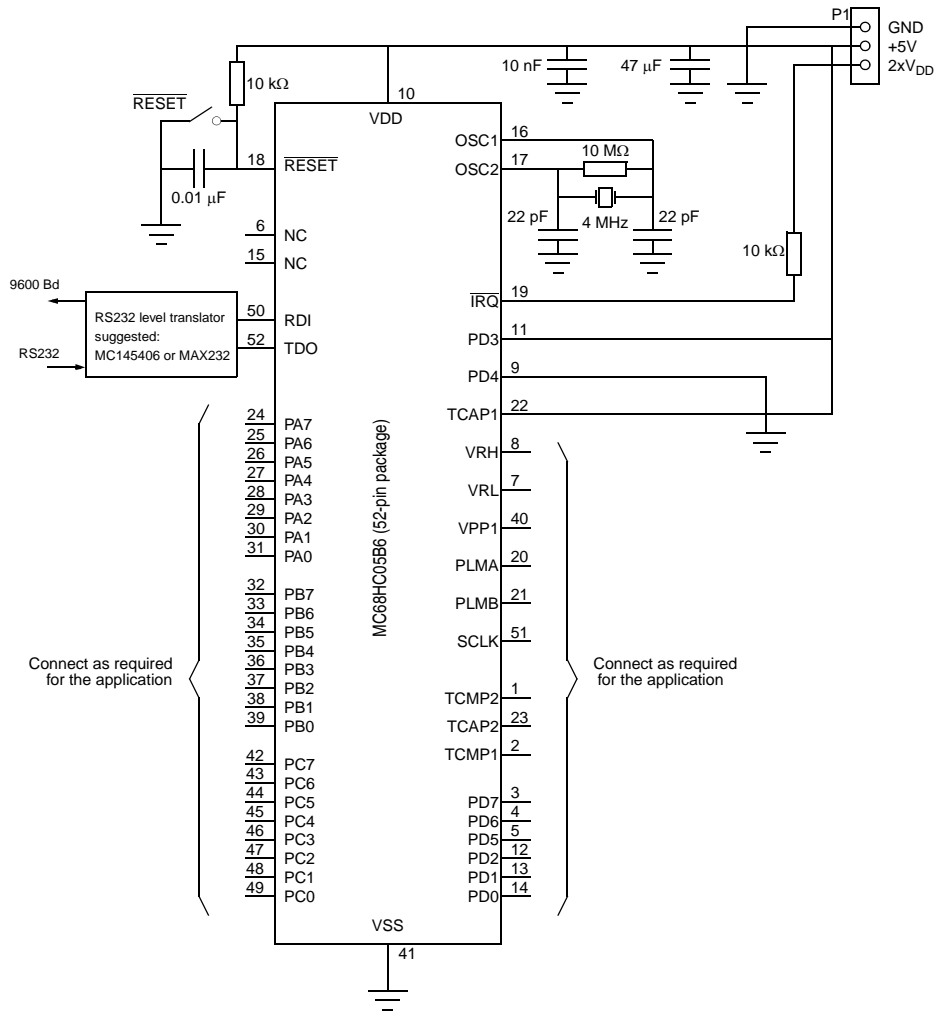 P1
GND
+5V
2xVDD
10 nF
47 µF
10 kΩ
10
VDD
RESET
18
RESET
0.01 µF
OSC1
16
OSC2
17
10 MΩ
22 pF
4 MHz
22 pF
6
NC
15
NC
10 kΩ
9600 Bd
RS232
RS232 level translator
suggested:
MC145406 or MAX232
50
RDI
52
TDO
IRQ
19
PD3
11
PD4
9
TCAP1
22
24
PA7
25
PA6
26
PA5
27
PA4
28
PA3
29
PA2
30
PA1
31
PA0
32
PB7
33
PB6
34
PB5
35
PB4
36
PB3
37
PB2
38
PB1
39
PB0
42
PC7
43
PC6
44
PC5
45
PC4
46
PC3
47
PC2
48
PC1
49
PC0
Connect as required
for the application
MC68HC05B6 (52-pin package)
VRH
8
VRL
7
VPP1
40
PLMA
20
PLMB
21
SCLK
51
TCMP2
1
TCAP2
23
TCMP1
2
PD7
3
PD6
4
PD5
5
PD2
12
PD1
13
PD0
14
Connect as required
for the application
VSS
41